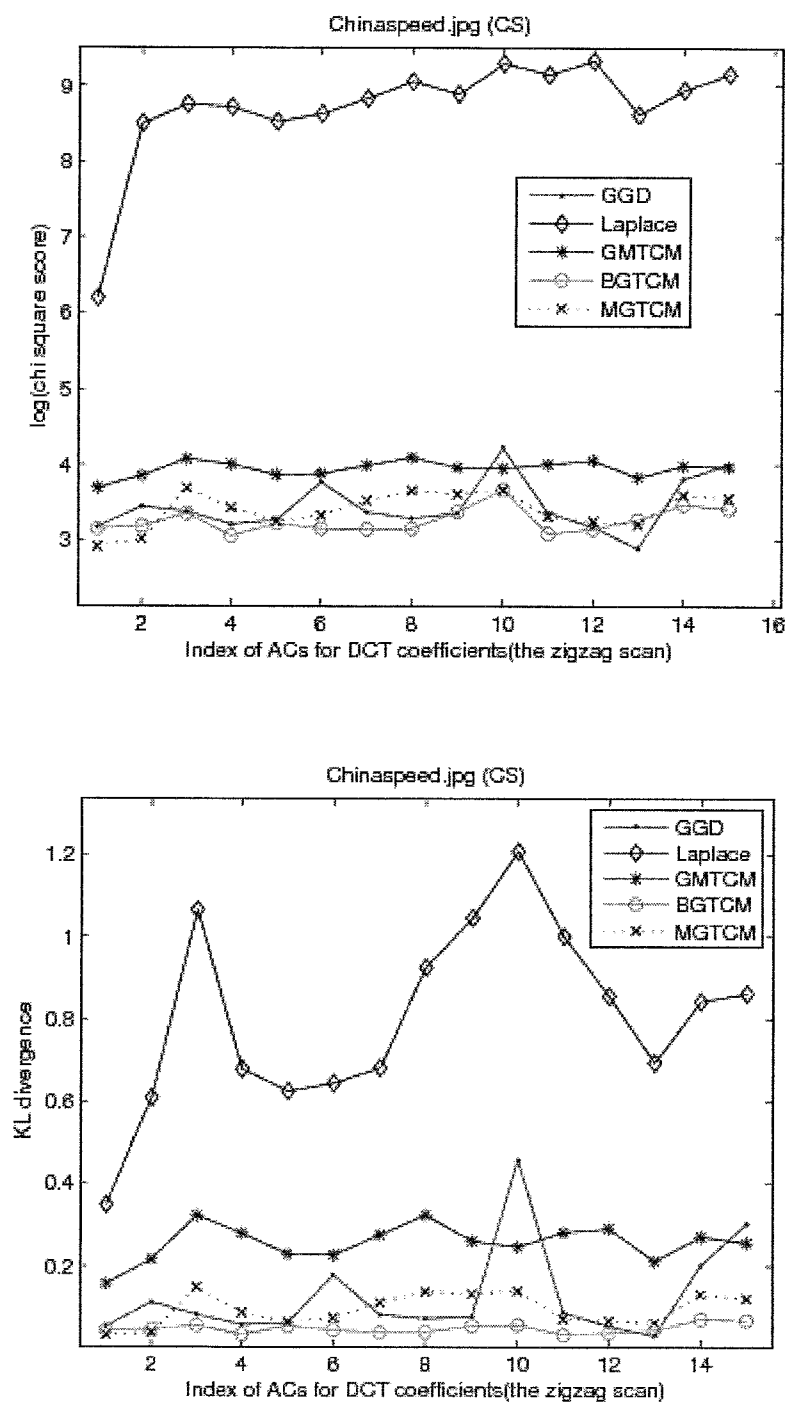 Chinaspeed.jpg (CS)
9
8
7
6
5
4
3
log(chi square score)
GGD
Laplace
GMTCM
BGTCM
MGTCM
2 4 6 8 10 12 14 16
Index of ACs for DCT coefficients(the zigzag scan)
Chinaspeed.jpg (CS)
1.2
1
0.8
0.6
0.4
0.2
KL divergence
GGD
Laplace
GMTCM
BGTCM
MGTCM
2 4 6 8 10 12 14
Index of ACs for DCT coefficients(the zigzag scan)